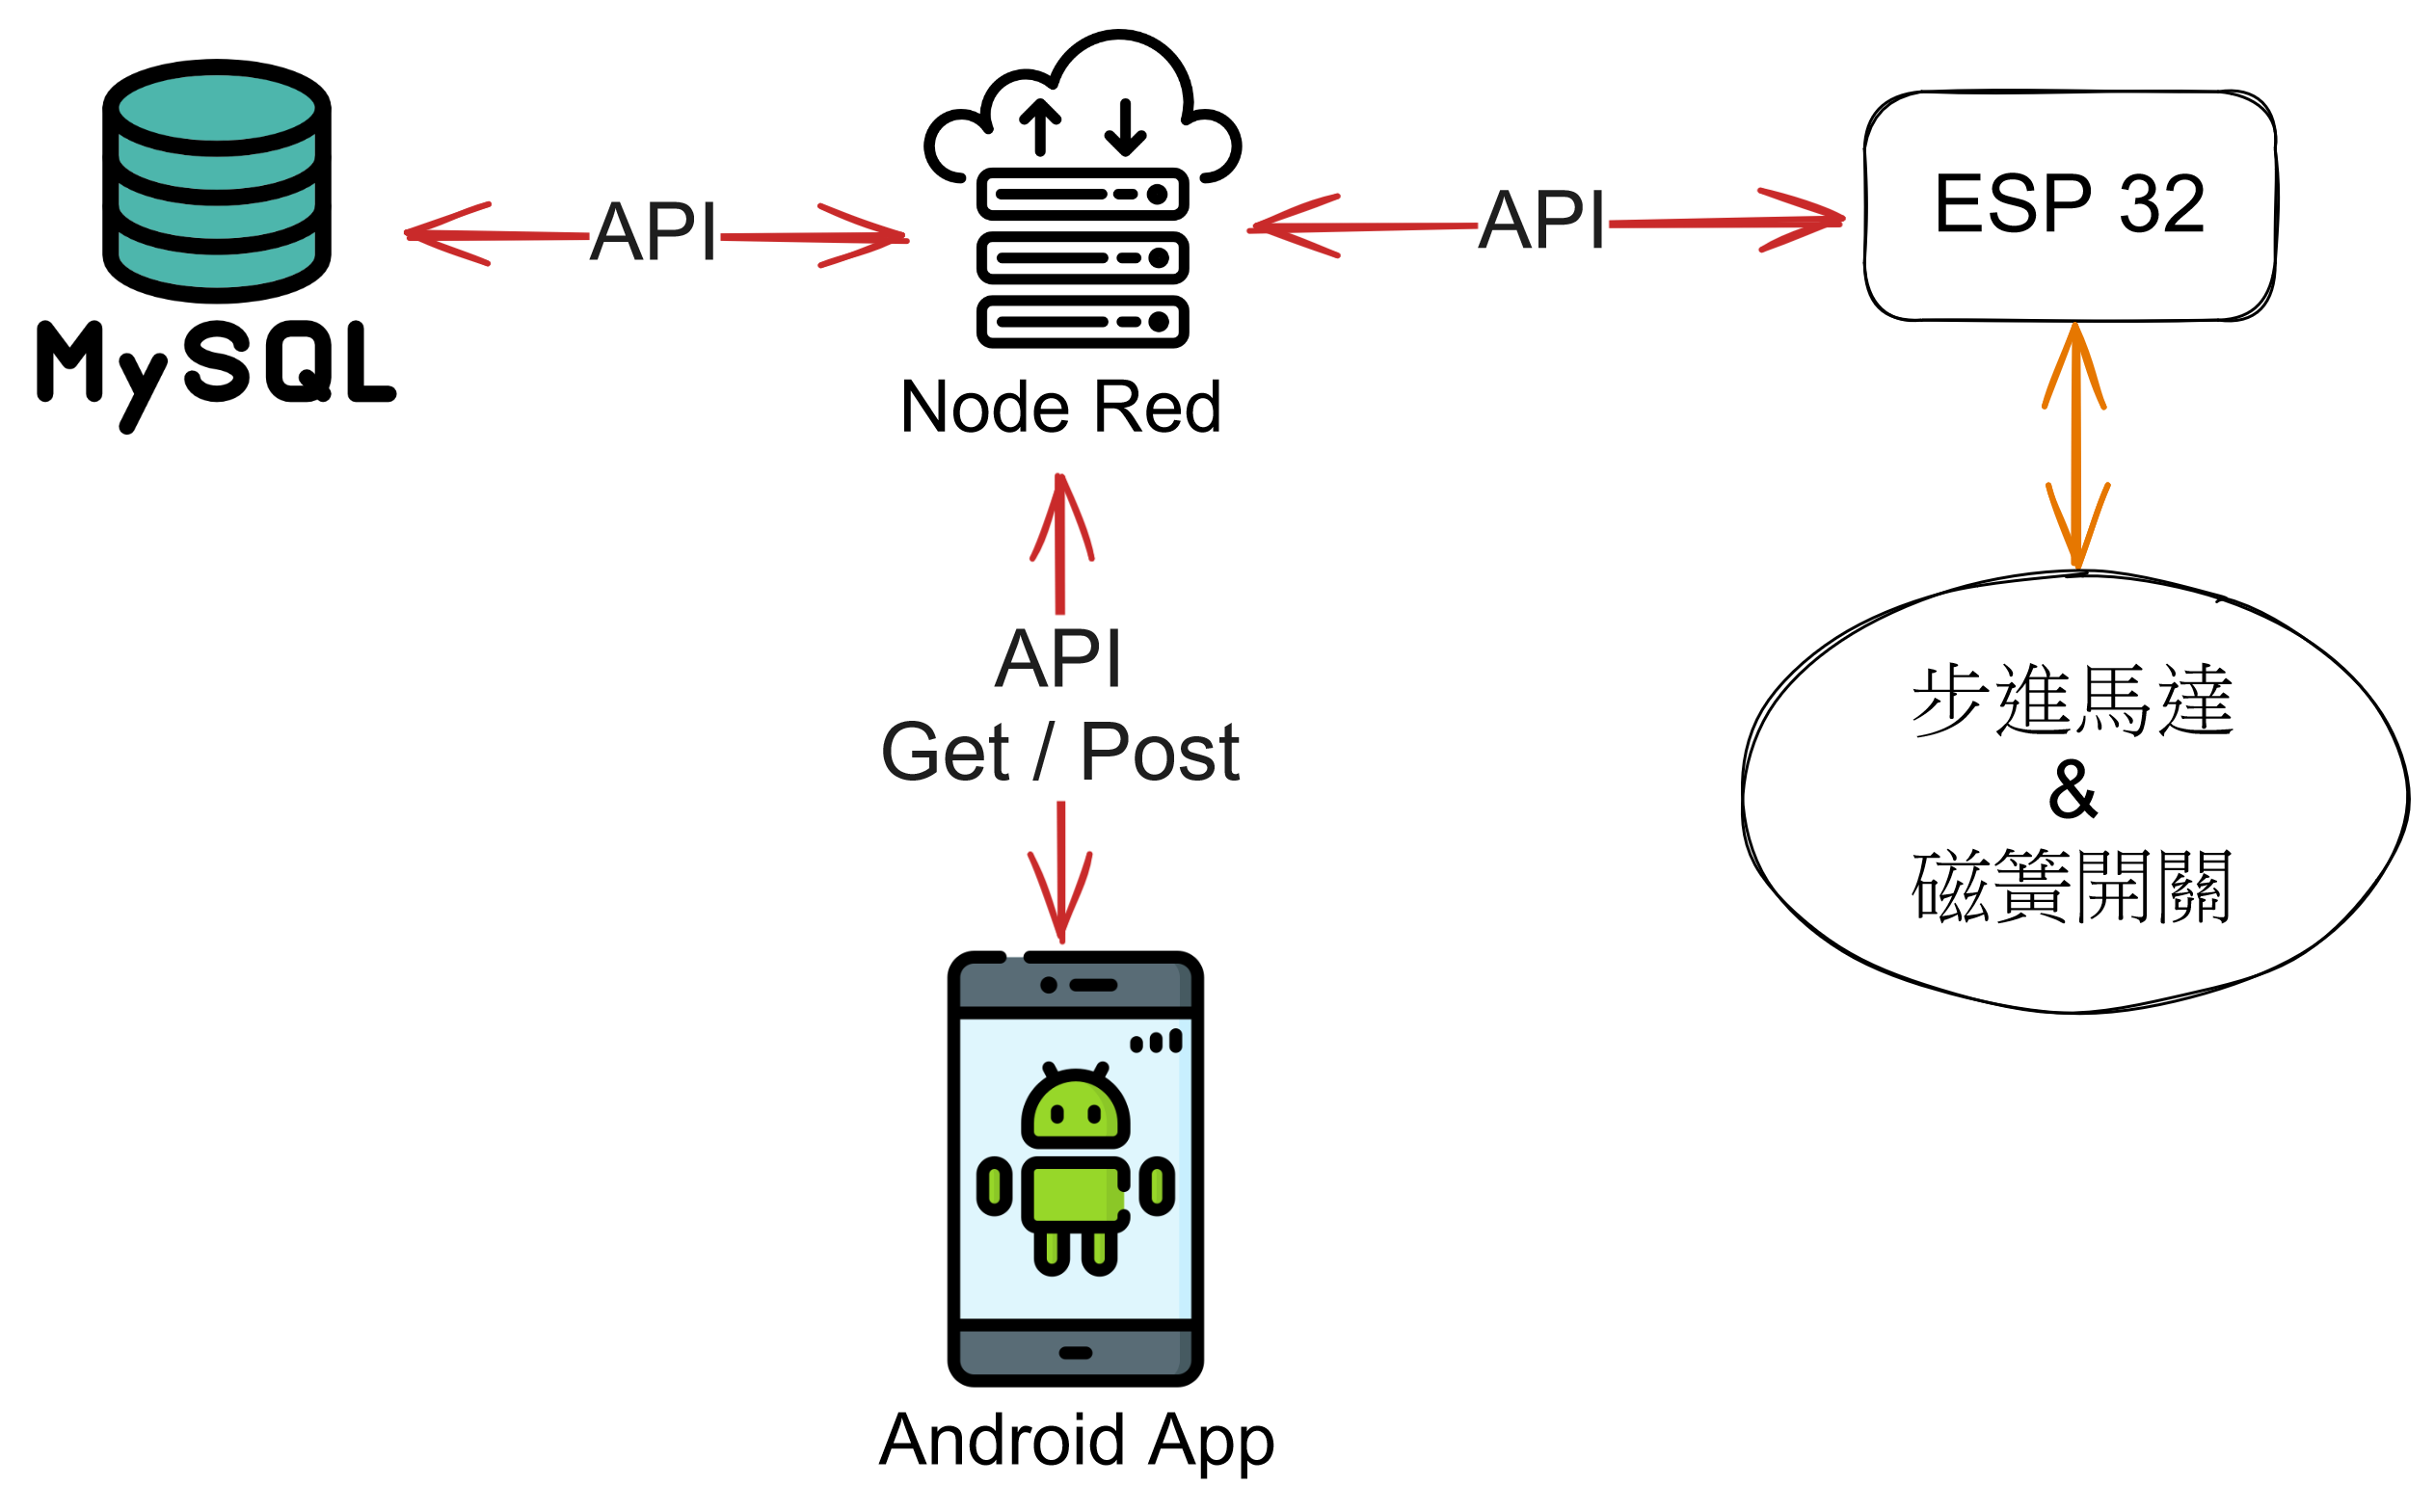 MySQL
API
Node Red
API
ESP 32
API
Get / Post
步進馬達
&
磁簧開關
Android App